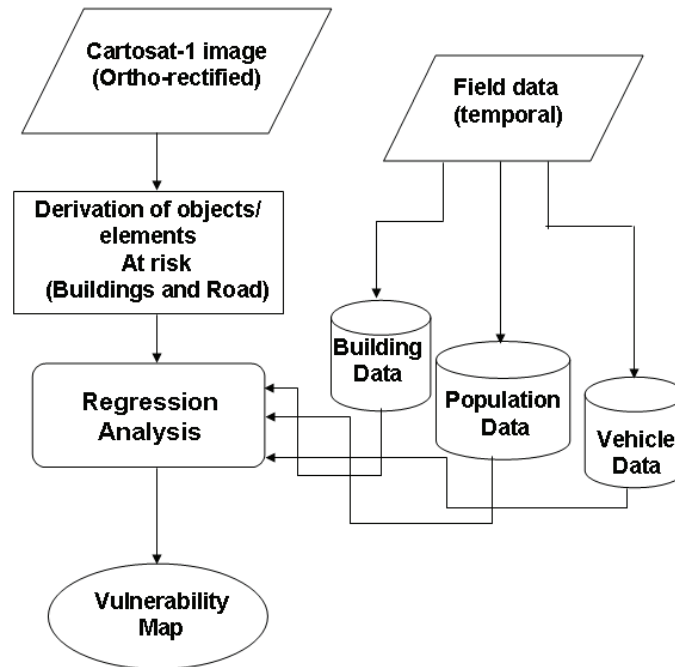 Cartosat-1 image
(Ortho-rectified)
Field data
(temporal)
Derivation of objects/
elements
At risk
(Buildings and Road)
Building
Data
Population
Data
Vehicle
Data
Regression
Analysis
Vulnerability
Map